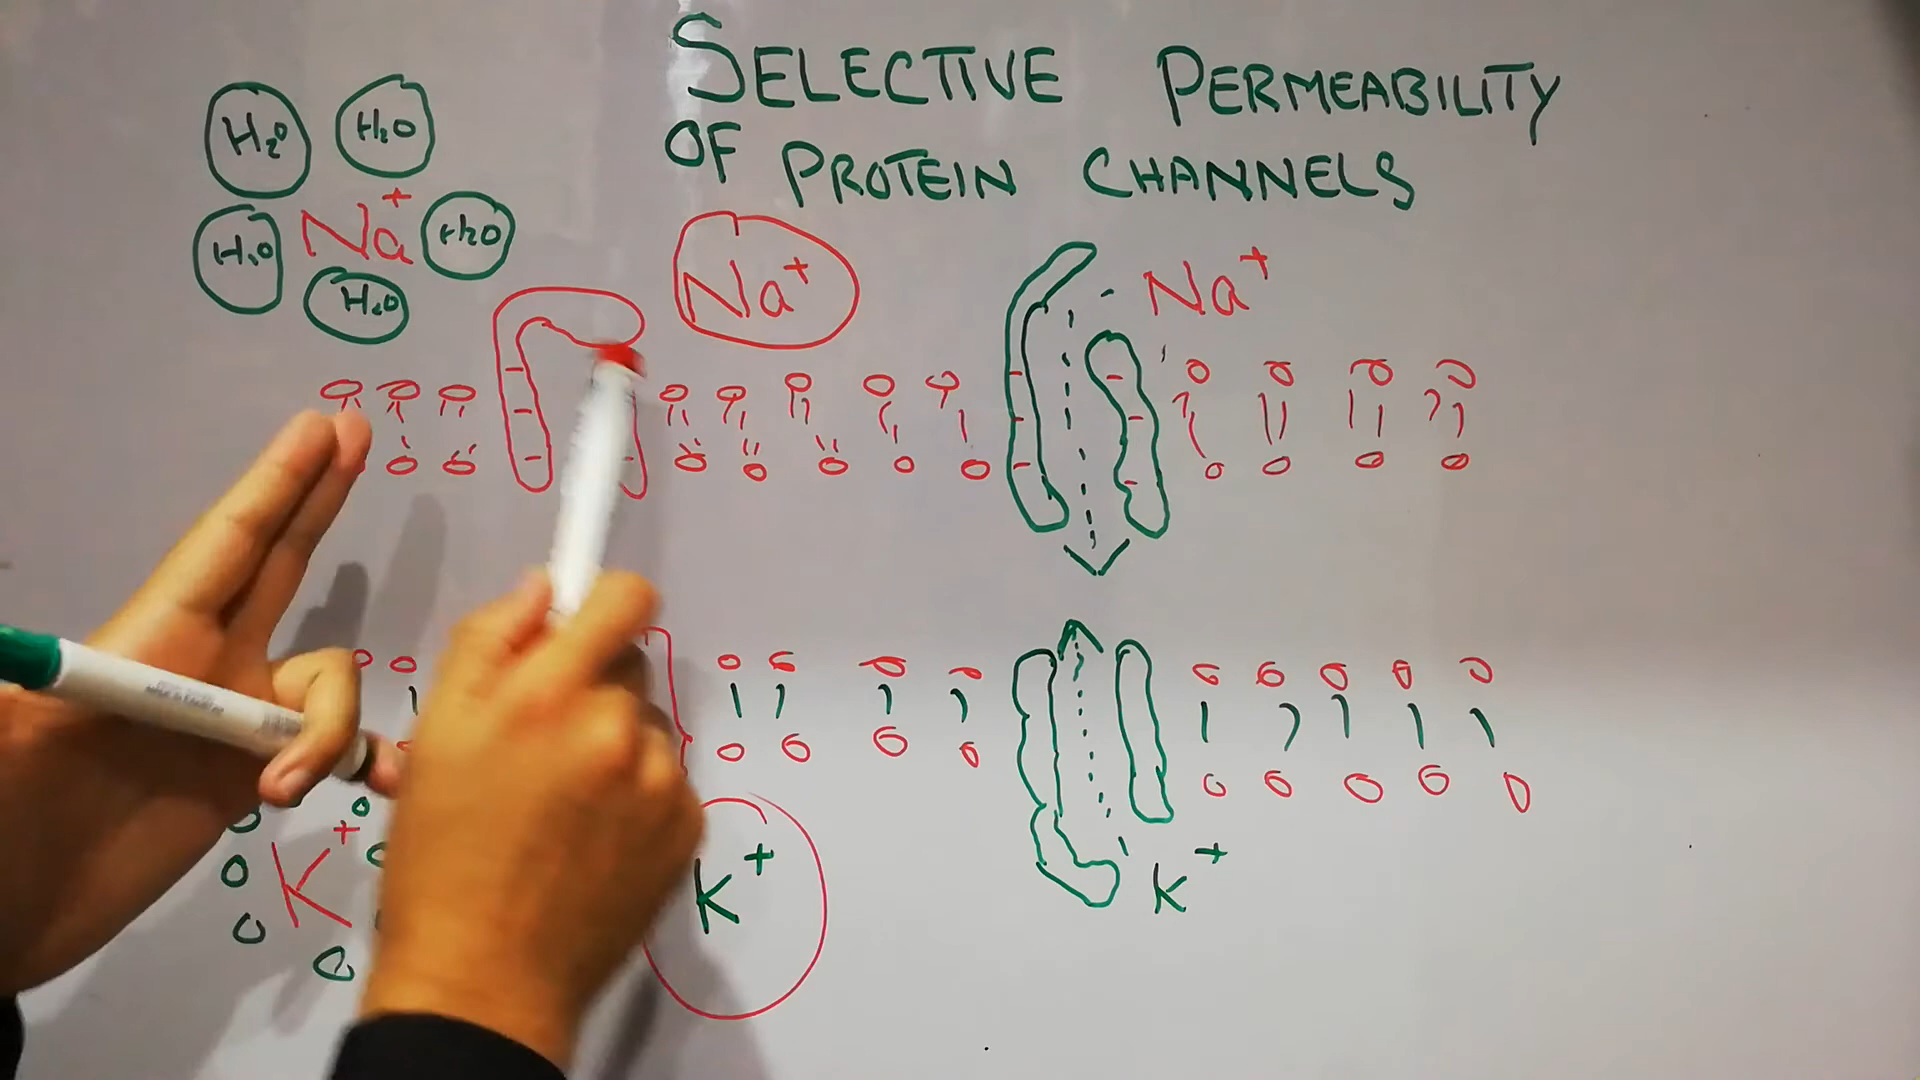 SELECTIVE PERMEABILITY
OF PROTEIN CHANNELS
H₂O H₂O
H₂O Na⁺ H₂O
H₂O
Na⁺
Na⁺
K⁺
K⁺
K⁺